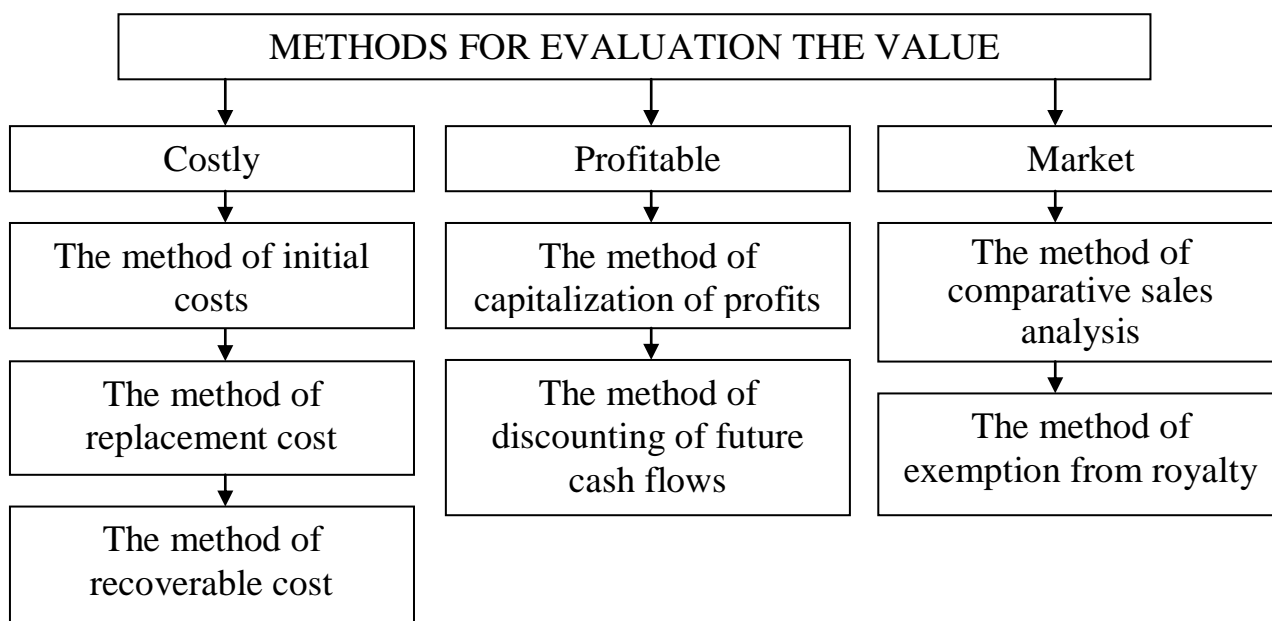 METHODS FOR EVALUATION THE VALUE
Costly
The method of initial
costs
The method of
replacement cost
The method of
recoverable cost
Profitable
The method of
capitalization of profits
The method of
discounting of future
cash flows
Market
The method of
comparative sales
analysis
The method of
exemption from royalty